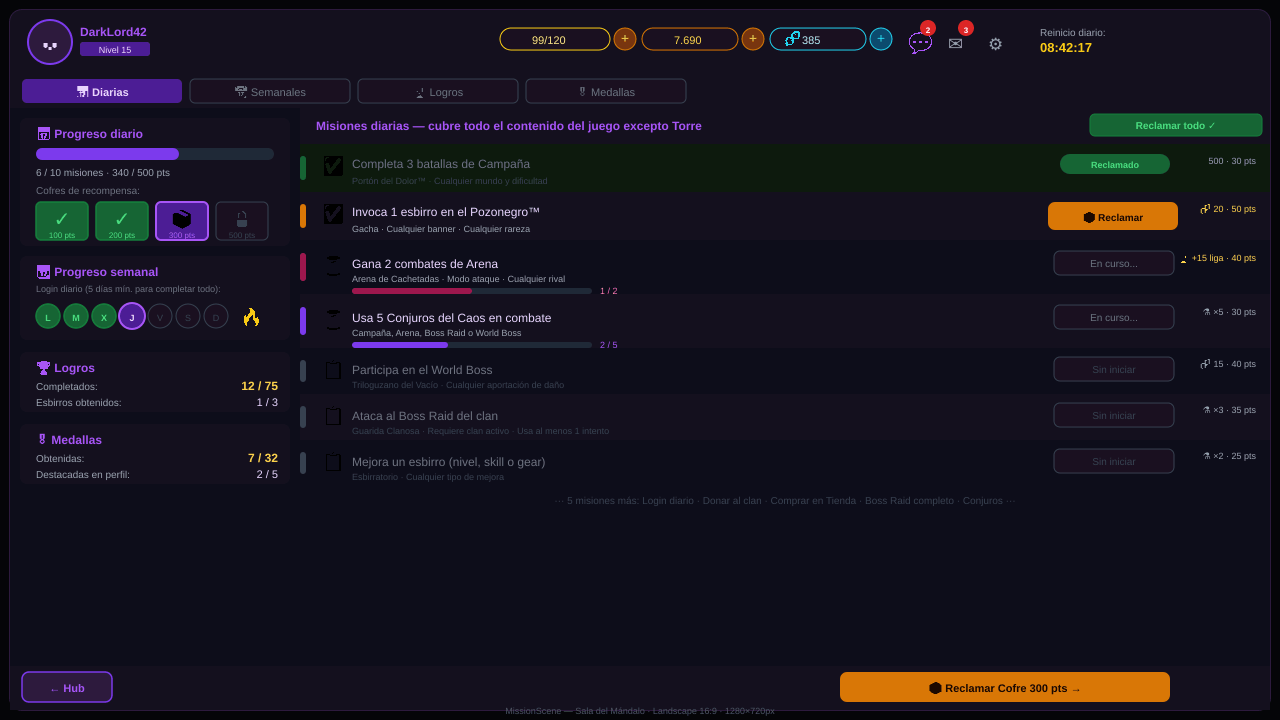 DarkLord42
Nivel 15
99/120 +
7.690 +
385 +
2
3
Reinicio diario:
08:42:17
Diarias
Semanales
Logros
Medallas
Progreso diario
6 / 10 misiones · 340 / 500 pts
Cofres de recompensa:
✓ ✓
100 pts 200 pts 300 pts 500 pts
Progreso semanal
Login diario (5 días mín. para completar todo):
L M X J V S D
Logros
Completados: 12 / 75
Esbirros obtenidos: 1 / 3
Medallas
Obtenidas: 7 / 32
Destacadas en perfil: 2 / 5
Misiones diarias — cubre todo el contenido del juego excepto Torre
Reclamar todo ✓
Completa 3 batallas de Campaña
Portón del Dolor™ · Cualquier mundo y dificultad
Reclamado
500 · 30 pts
Invoca 1 esbirro en el Pozonegro™
Gacha · Cualquier banner · Cualquier rareza
Reclamar
20 · 50 pts
Gana 2 combates de Arena
Arena de Cachetadas · Modo ataque · Cualquier rival
1 / 2
En curso...
+15 liga · 40 pts
Usa 5 Conjuros del Caos en combate
Campaña, Arena, Boss Raid o World Boss
2 / 5
En curso...
⚗ ×5 · 30 pts
Participa en el World Boss
Triloguzano del Vacío · Cualquier aportación de daño
Sin iniciar
15 · 40 pts
Ataca al Boss Raid del clan
Guarida Clanosa · Requiere clan activo · Usa al menos 1 intento
Sin iniciar
⚗ ×3 · 35 pts
Mejora un esbirro (nivel, skill o gear)
Esbirratorio · Cualquier tipo de mejora
Sin iniciar
⚗ ×2 · 25 pts
··· 5 misiones más: Login diario · Donar al clan · Comprar en Tienda · Boss Raid completo · Conjuros ···
← Hub
Reclamar Cofre 300 pts →
MissionScene — Sala del Mándalo · Landscape 16:9 · 1280×720px